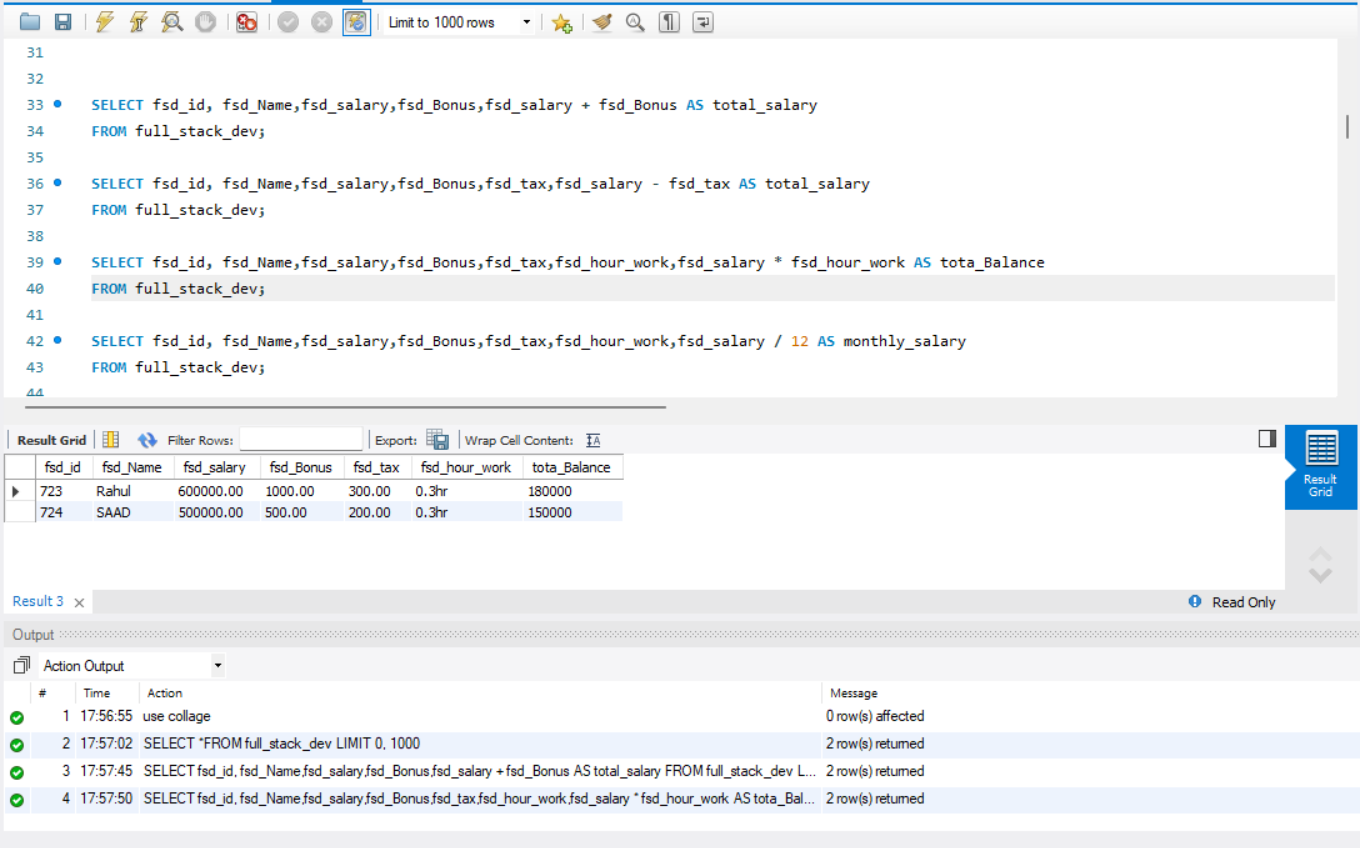 Limit to 1000 rows
31
32
33 SELECT fsd_id, fsd_Name,fsd_salary,fsd_Bonus,fsd_salary + fsd_Bonus AS total_salary
34 FROM full_stack_dev;
35
36 SELECT fsd_id, fsd_Name,fsd_salary,fsd_Bonus,fsd_tax,fsd_salary - fsd_tax AS total_salary
37 FROM full_stack_dev;
38
39 SELECT fsd_id, fsd_Name,fsd_salary,fsd_Bonus,fsd_tax,fsd_hour_work,fsd_salary * fsd_hour_work AS tota_Balance
40 FROM full_stack_dev;
41
42 SELECT fsd_id, fsd_Name,fsd_salary,fsd_Bonus,fsd_tax,fsd_hour_work,fsd_salary / 12 AS monthly_salary
43 FROM full_stack_dev;
44
Result Grid Filter Rows: Export: Wrap Cell Content: IA
fsd_id fsd_Name fsd_salary fsd_Bonus fsd_tax fsd_hour_work tota_Balance
723 Rahul 600000.00 1000.00 300.00 0.3hr 180000
724 SAAD 500000.00 500.00 200.00 0.3hr 150000
Result
Grid
Result 3 Read Only
Output
Action Output
# Time Action Message
1 17:56:55 use collage 0 row(s) affected
2 17:57:02 SELECT *FROM full_stack_dev LIMIT 0, 1000 2 row(s) returned
3 17:57:45 SELECT fsd_id, fsd_Name,fsd_salary,fsd_Bonus,fsd_salary + fsd_Bonus AS total_salary FROM full_stack_dev L... 2 row(s) returned
4 17:57:50 SELECT fsd_id, fsd_Name,fsd_salary,fsd_Bonus,fsd_tax,fsd_hour_work,fsd_salary * fsd_hour_work AS tota_Bal... 2 row(s) returned